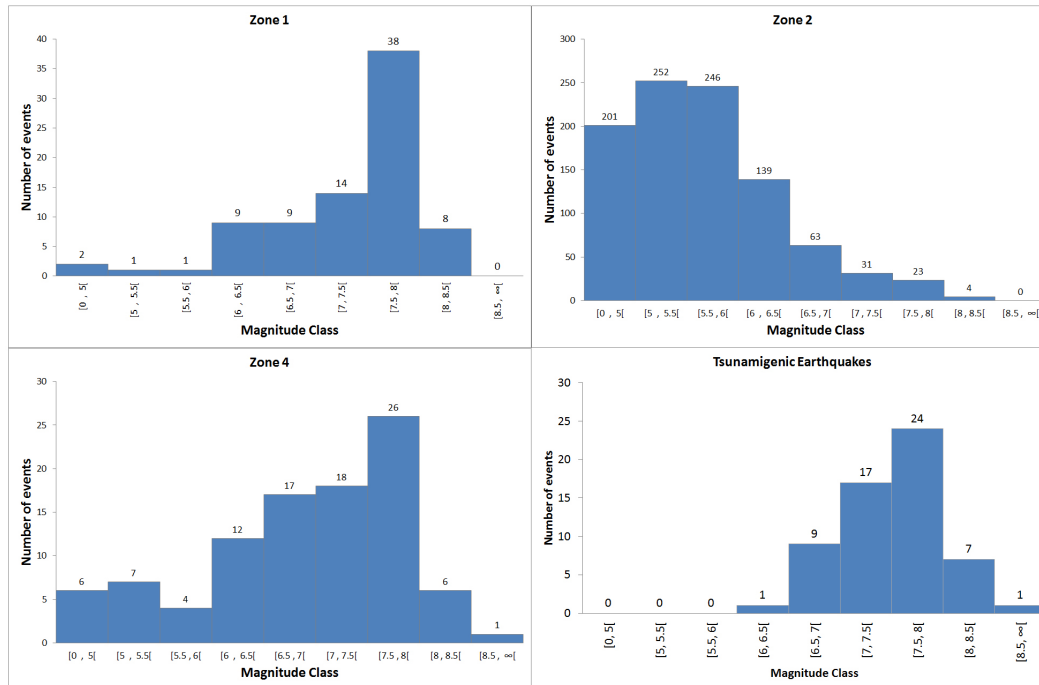 Zone 1
Number of events
40
35
30
25
20
15
10
5
0
2
1
1
9
9
14
38
8
0
[0 , 5[
[5 , 5.5[
[5.5 , 6[
[6 , 6.5[
[6.5 , 7[
[7 , 7.5[
[7.5 , 8[
[8 , 8.5[
[8.5 , ∞[
Magnitude Class
Zone 2
Number of events
300
250
200
150
100
50
0
201
252
246
139
63
31
23
4
0
[0 , 5[ [5 , 5.5[ [5.5 , 6[ [6 , 6.5[ [6.5 , 7[ [7 , 7.5[ [7.5 , 8[ [8 , 8.5[ [8.5 , ∞[
Magnitude Class
Zone 4
Number of events
30
25
20
15
10
5
0
6
7
4
12
17
18
26
6
1
[0 , 5[ [5 , 5.5[ [5.5 , 6[ [6 , 6.5[ [6.5 , 7[ [7 , 7.5[ [7.5 , 8[ [8 , 8.5[ [8.5 , ∞[
Magnitude Class
Tsunamigenic Earthquakes
Number of events
30
25
20
15
10
5
0
0
0
0
1
9
17
24
7
1
[0 , 5[
[5 , 5.5[
[5.5 , 6[
[6 , 6.5[
[6.5 , 7[
[7 , 7.5[
[7.5 , 8[
[8 , 8.5[
[8.5 , ∞[
Magnitude Class